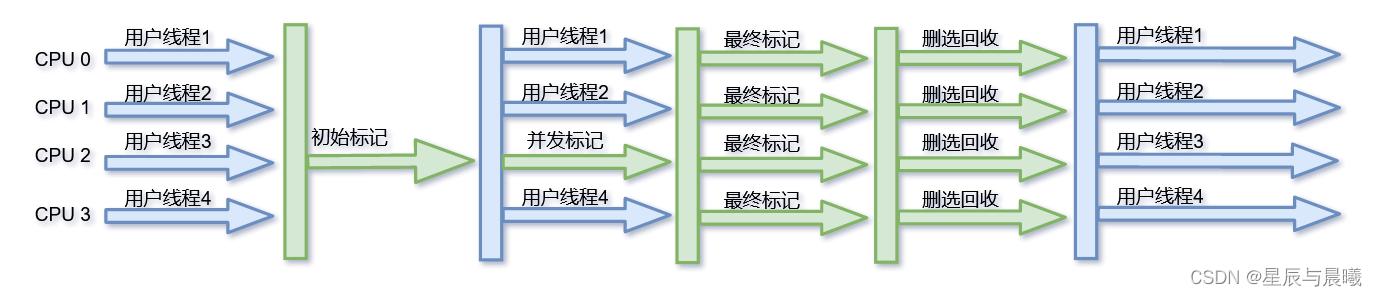 CPU 0
用户线程1
用户线程1
最终标记
删选回收
用户线程1
CPU 1
用户线程2
用户线程2
最终标记
删选回收
用户线程2
CPU 2
用户线程3
初始标记
并发标记
最终标记
删选回收
用户线程3
CPU 3
用户线程4
用户线程4
最终标记
删选回收
用户线程4
CSDN @星辰与晨曦